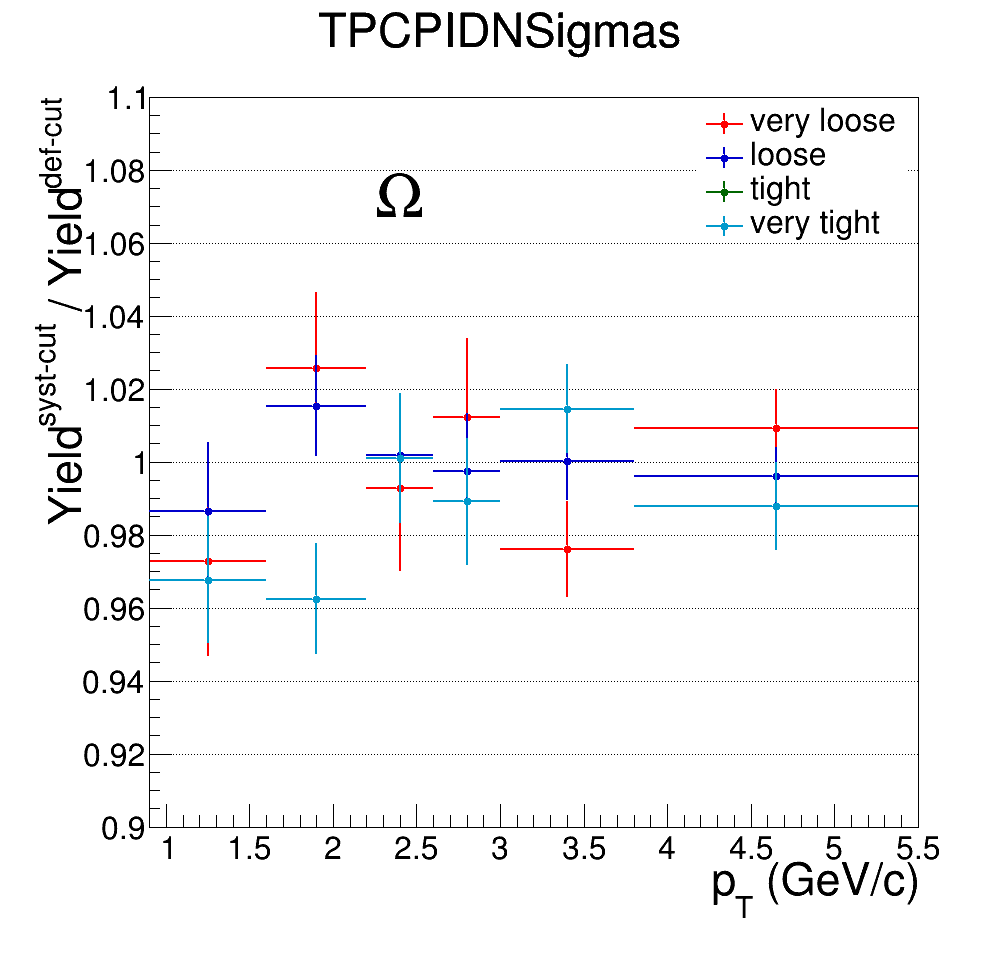 TPCPIDNSigmas
Yield^syst-cut / Yield^def-cut
1.1
1.08
1.06
1.04
1.02
1
0.98
0.96
0.94
0.92
0.9
Ω
very loose
loose
tight
very tight
1 1.5 2 2.5 3 3.5 4 4.5 5 5.5
p_T (GeV/c)